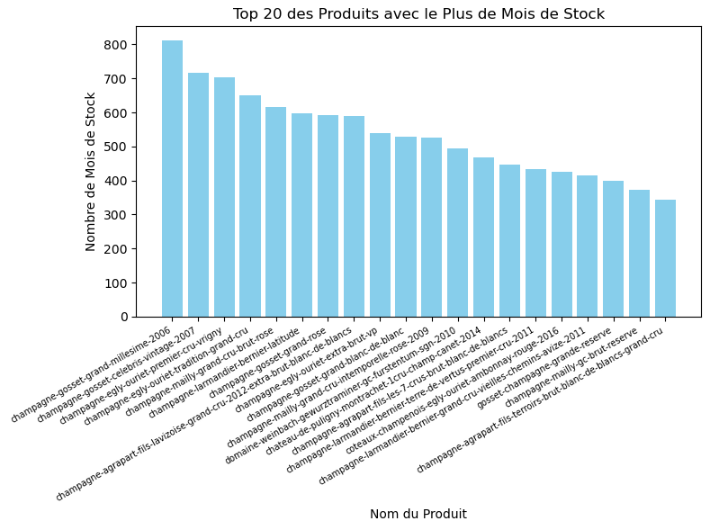 Top 20 des Produits avec le Plus de Mois de Stock
Nombre de Mois de Stock
800
700
600
500
400
300
200
100
0
champagne-gosset-grand-millesime-2006
champagne-gosset-celebris-vintage-2007
champagne-egly-ouriet-premier-cru-vrigny
champagne-egly-ouriet-tradition-grand-cru
champagne-mailly-grand-cru-brut-rose
champagne-larmandier-bernier-latitude
champagne-gosset-grand-rose
champagne-agrapart-fils-lavizoise-grand-cru-2012-extra-brut-blanc-de-blancs
champagne-egly-ouriet-extra-brut-vp
champagne-gosset-grand-blanc-de-blanc
champagne-mailly-grand-cru-intemporelle-rose-2009
domaine-weinbach-gewurztraminer-gc-furstentum-sgn-2010
chateau-de-puligny-montrachet-1cru-champ-canet-2014
champagne-agrapart-fils-les-7-crus-brut-blanc-de-blancs
champagne-larmandier-bernier-terre-de-vertus-premier-cru-2011
coteaux-champenois-egly-ouriet-ambonnay-rouge-2016
champagne-larmandier-bernier-grand-cru-vieilles-chemins-avize-2011
gosset-champagne-grande-reserve
champagne-mailly-gc-brut-reserve
champagne-agrapart-fils-terroirs-brut-blanc-de-blancs-grand-cru
Nom du Produit